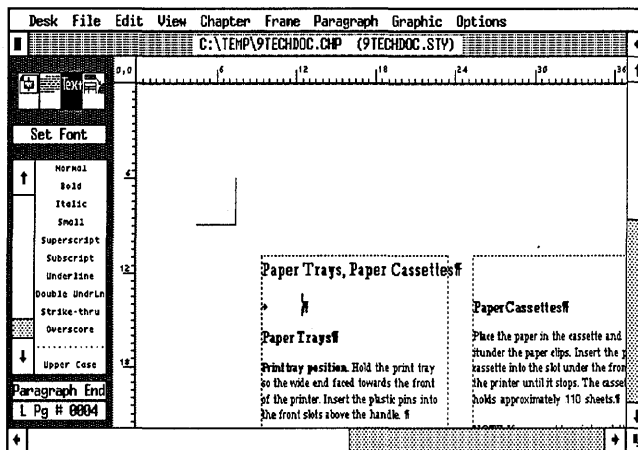 Desk File Edit View Chapter Frame Paragraph Graphic Options
C:\TEMP\9TECHDOC.CHP (9TECHDOC.STY)
0,0 6 12 18 24 30 36
Text
Set Font
Normal
Bold
Italic
Small
Superscript
Subscript
Underline
Double UndrLn
Strike-thru
Overscore
Upper Case
Paragraph End
L Pg # 0004
6
12
18
Paper Trays, Paper Cassettes¶
Paper Trays¶
Print tray position. Hold the print tray
so the wide end faced towards the front
of the printer. Insert the plastic pins into
the front slots above the handle. ¶
Paper Cassettes¶
Place the paper in the cassette and
itunder the paper clips. Insert the p
cassette into the slot under the fron
the printer until it stops. The casse
holds approximately 110 sheets.¶